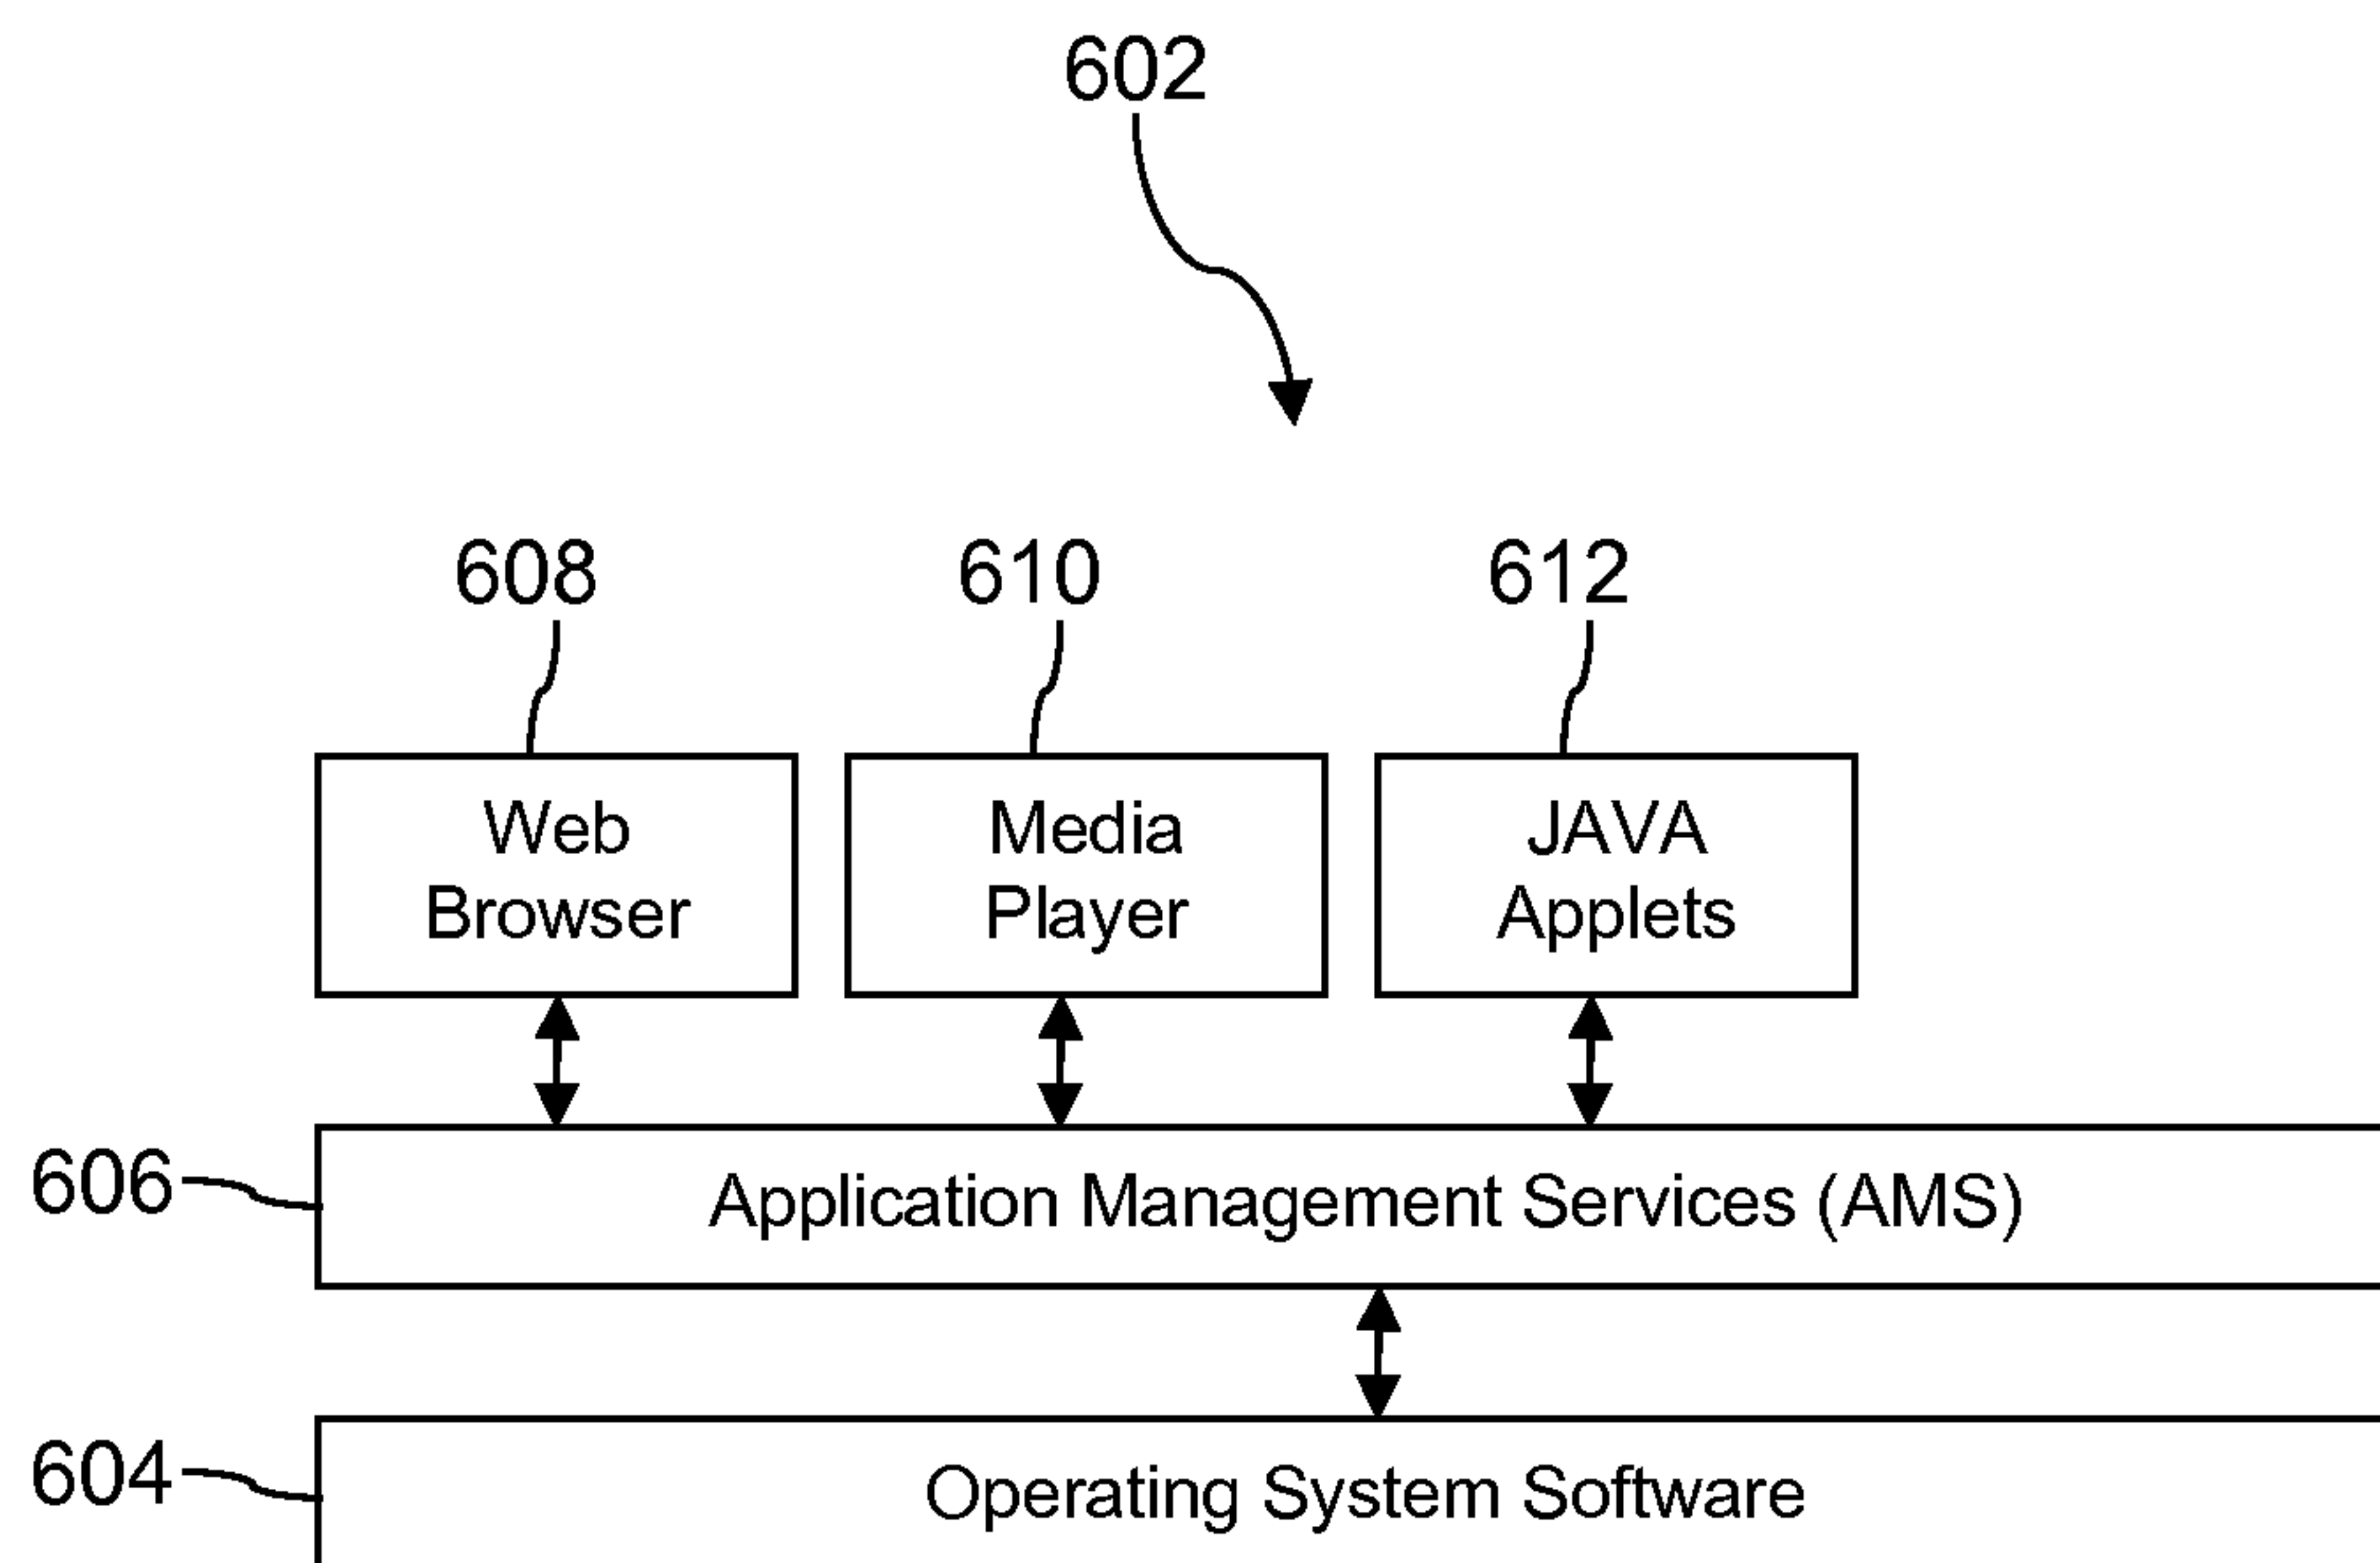 602
608
610
612
Web
Browser
Media
Player
JAVA
Applets
606
Application Management Services (AMS)
604
Operating System Software